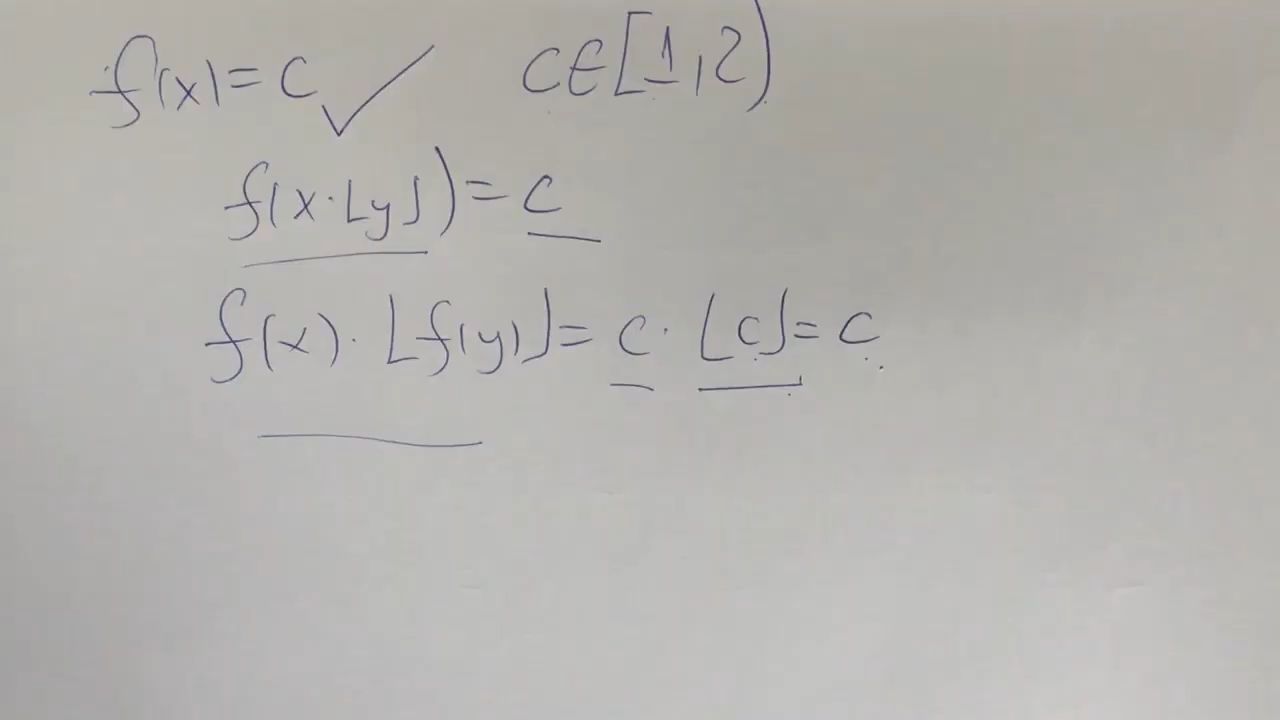 f(x)=c ✓ c∈[1,2)
f(x·⌊y⌋)=c
f(x)·⌊f(y)⌋=c·⌊c⌋=c